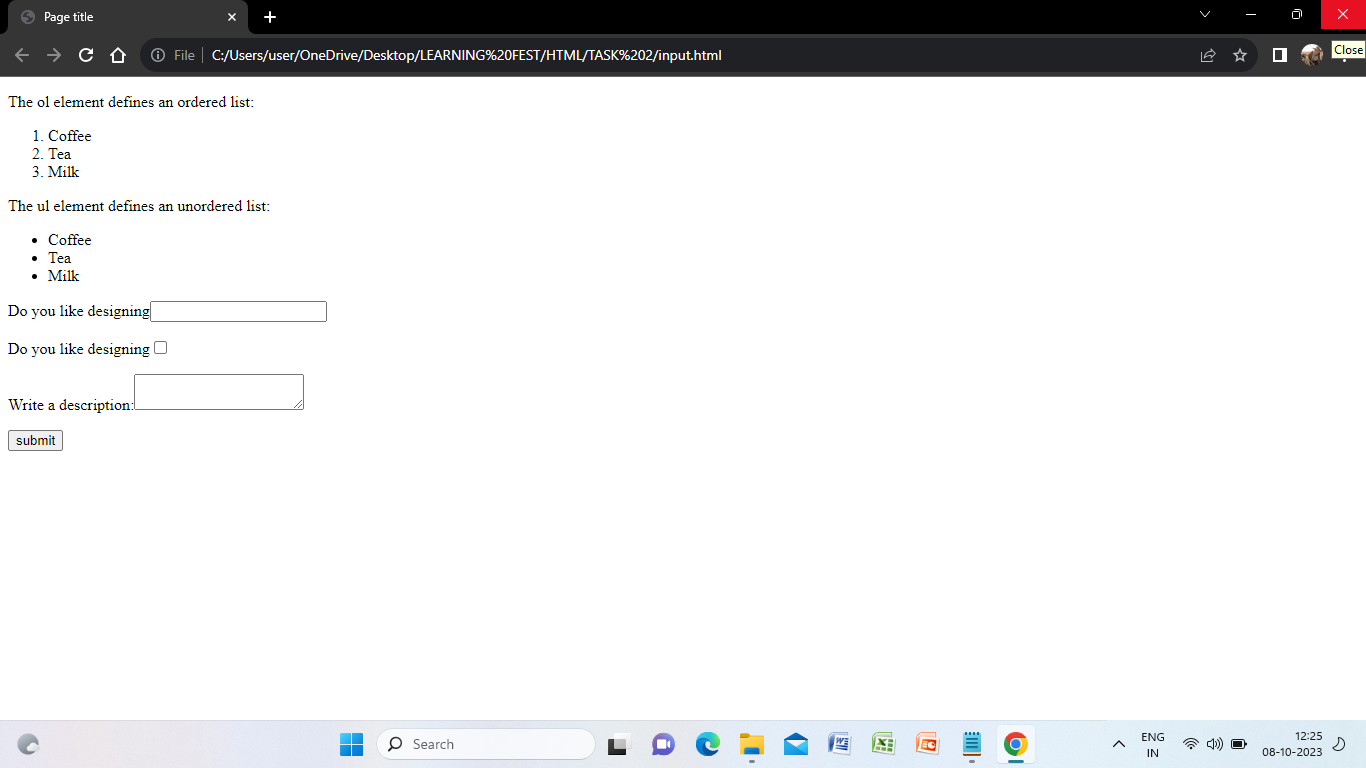 Page title
File
C:/Users/user/OneDrive/Desktop/LEARNING%20FEST/HTML/TASK%202/input.html
Close
The ol element defines an ordered list:
1. Coffee
2. Tea
3. Milk
The ul element defines an unordered list:
• Coffee
• Tea
• Milk
Do you like designing
Do you like designing
Write a description:
submit
Search
ENG
IN
12:25
08-10-2023